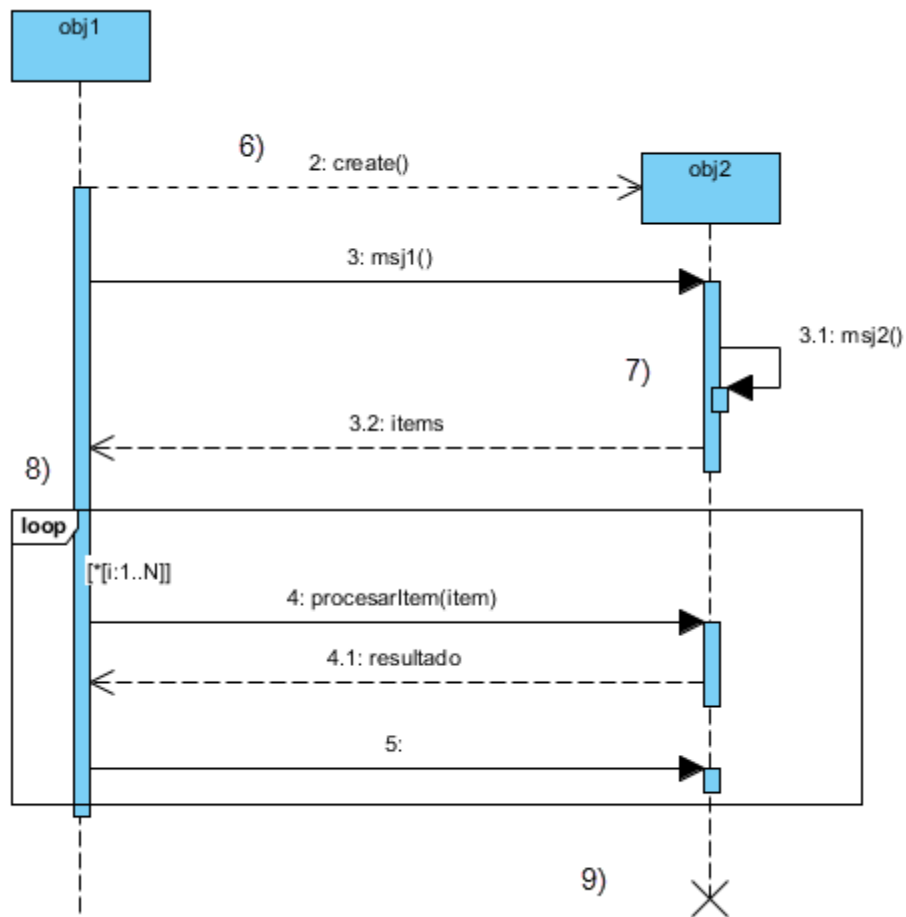 obj1
6)
2: create()
obj2
3: msj1()
3.1: msj2()
7)
3.2: items
8)
loop
[*[i:1..N]]
4: procesarItem(item)
4.1: resultado
5:
9)